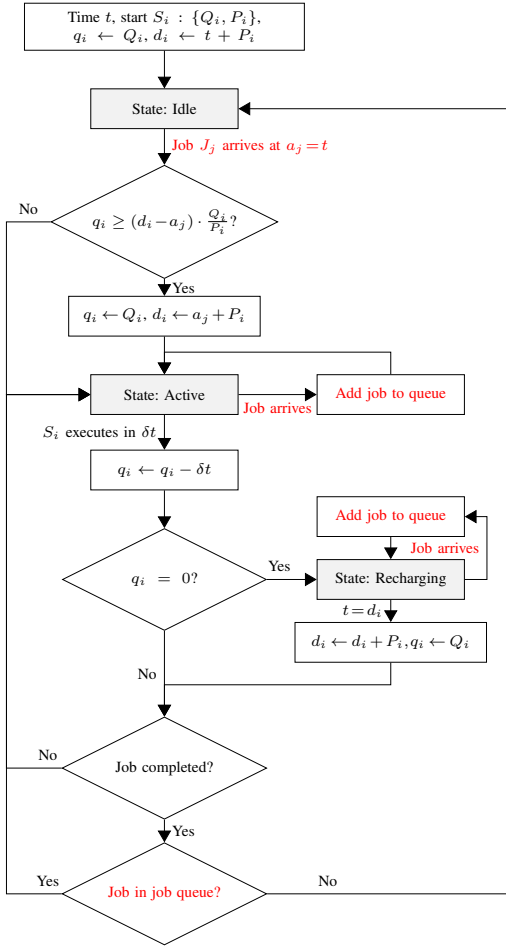 Time t, start S_i : {Q_i, P_i},
q_i ← Q_i, d_i ← t + P_i
State: Idle
Job J_j arrives at a_j = t
No
q_i ≥ (d_i − a_j) · Q_i/P_i?
Yes
q_i ← Q_i, d_i ← a_j + P_i
State: Active
Job arrives
Add job to queue
S_i executes in δt
q_i ← q_i − δt
Add job to queue
Job arrives
q_i = 0?
Yes
State: Recharging
t = d_i
d_i ← d_i + P_i, q_i ← Q_i
No
Job completed?
No
Yes
Job in job queue?
Yes
No